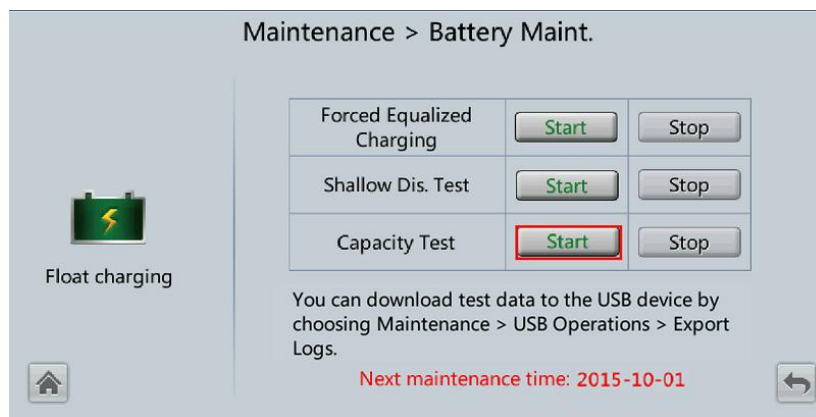 Maintenance > Battery Maint.
Forced Equalized
Charging
Start
Stop
Shallow Dis. Test
Start
Stop
Capacity Test
Start
Stop
Float charging
You can download test data to the USB device by
choosing Maintenance > USB Operations > Export
Logs.
Next maintenance time: 2015-10-01